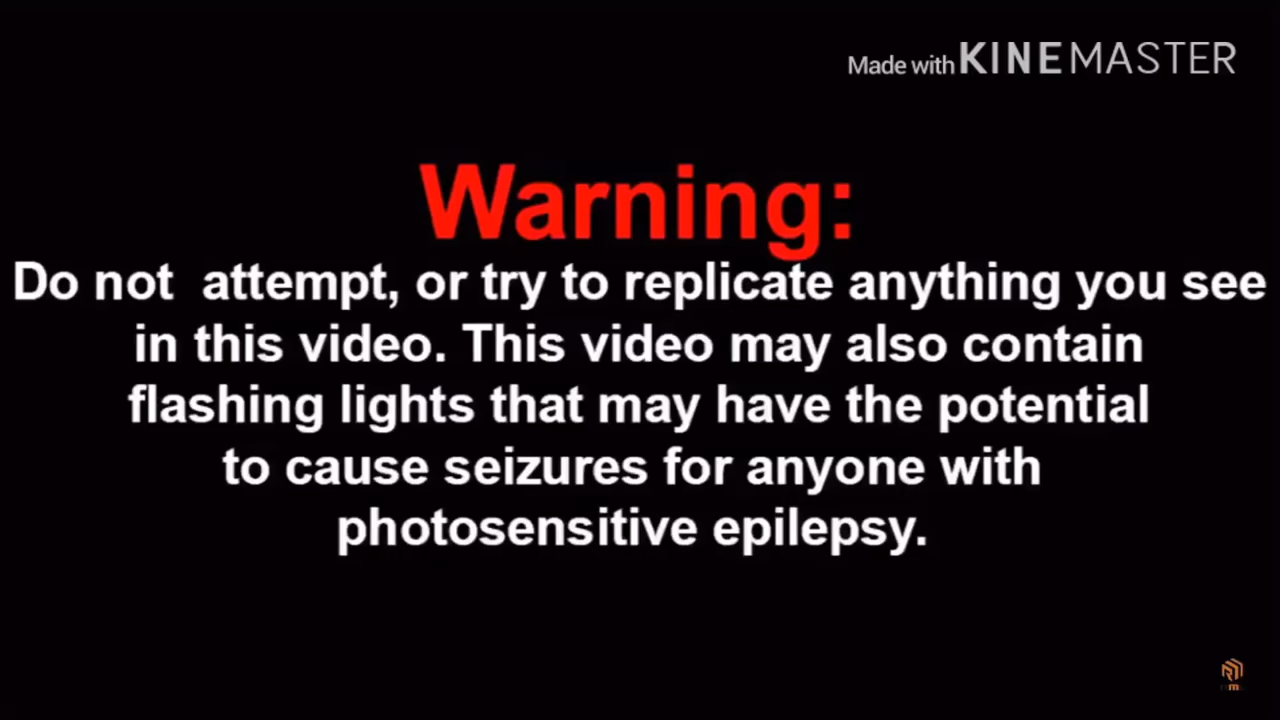 Made with KINEMASTER
Warning:
Do not  attempt, or try to replicate anything you see
in this video. This video may also contain
flashing lights that may have the potential
to cause seizures for anyone with
photosensitive epilepsy.